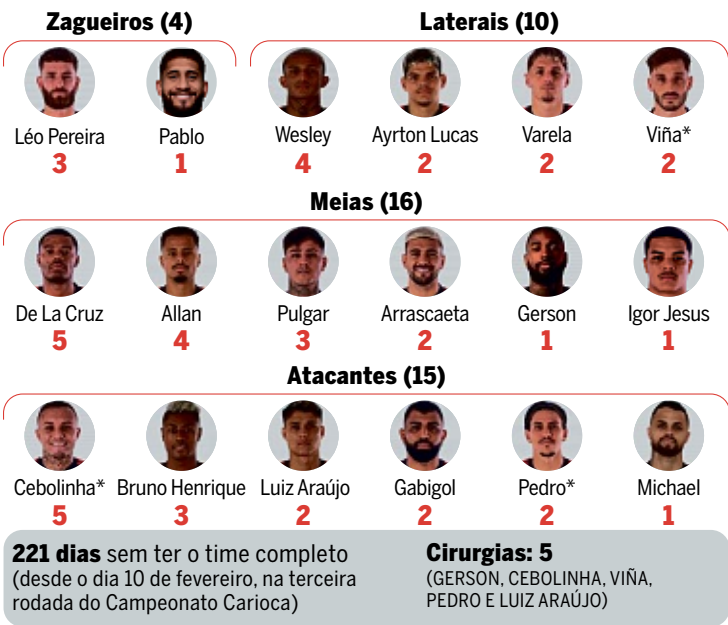 Zagueiros (4)
Laterais (10)
Léo Pereira
Pablo
Wesley
Ayrton Lucas
Varela
Viña*
3
1
4
2
2
2
Meias (16)
De La Cruz
Allan
Pulgar
Arrascaeta
Gerson
Igor Jesus
5
4
3
2
1
1
Atacantes (15)
Cebolinha*
Bruno Henrique
Luiz Araújo
Gabigol
Pedro*
Michael
5
3
2
2
2
1
221 dias sem ter o time completo
(desde o dia 10 de fevereiro, na terceira
rodada do Campeonato Carioca)
Cirurgias: 5
(GERSON, CEBOLINHA, VIÑA,
PEDRO E LUIZ ARAÚJO)